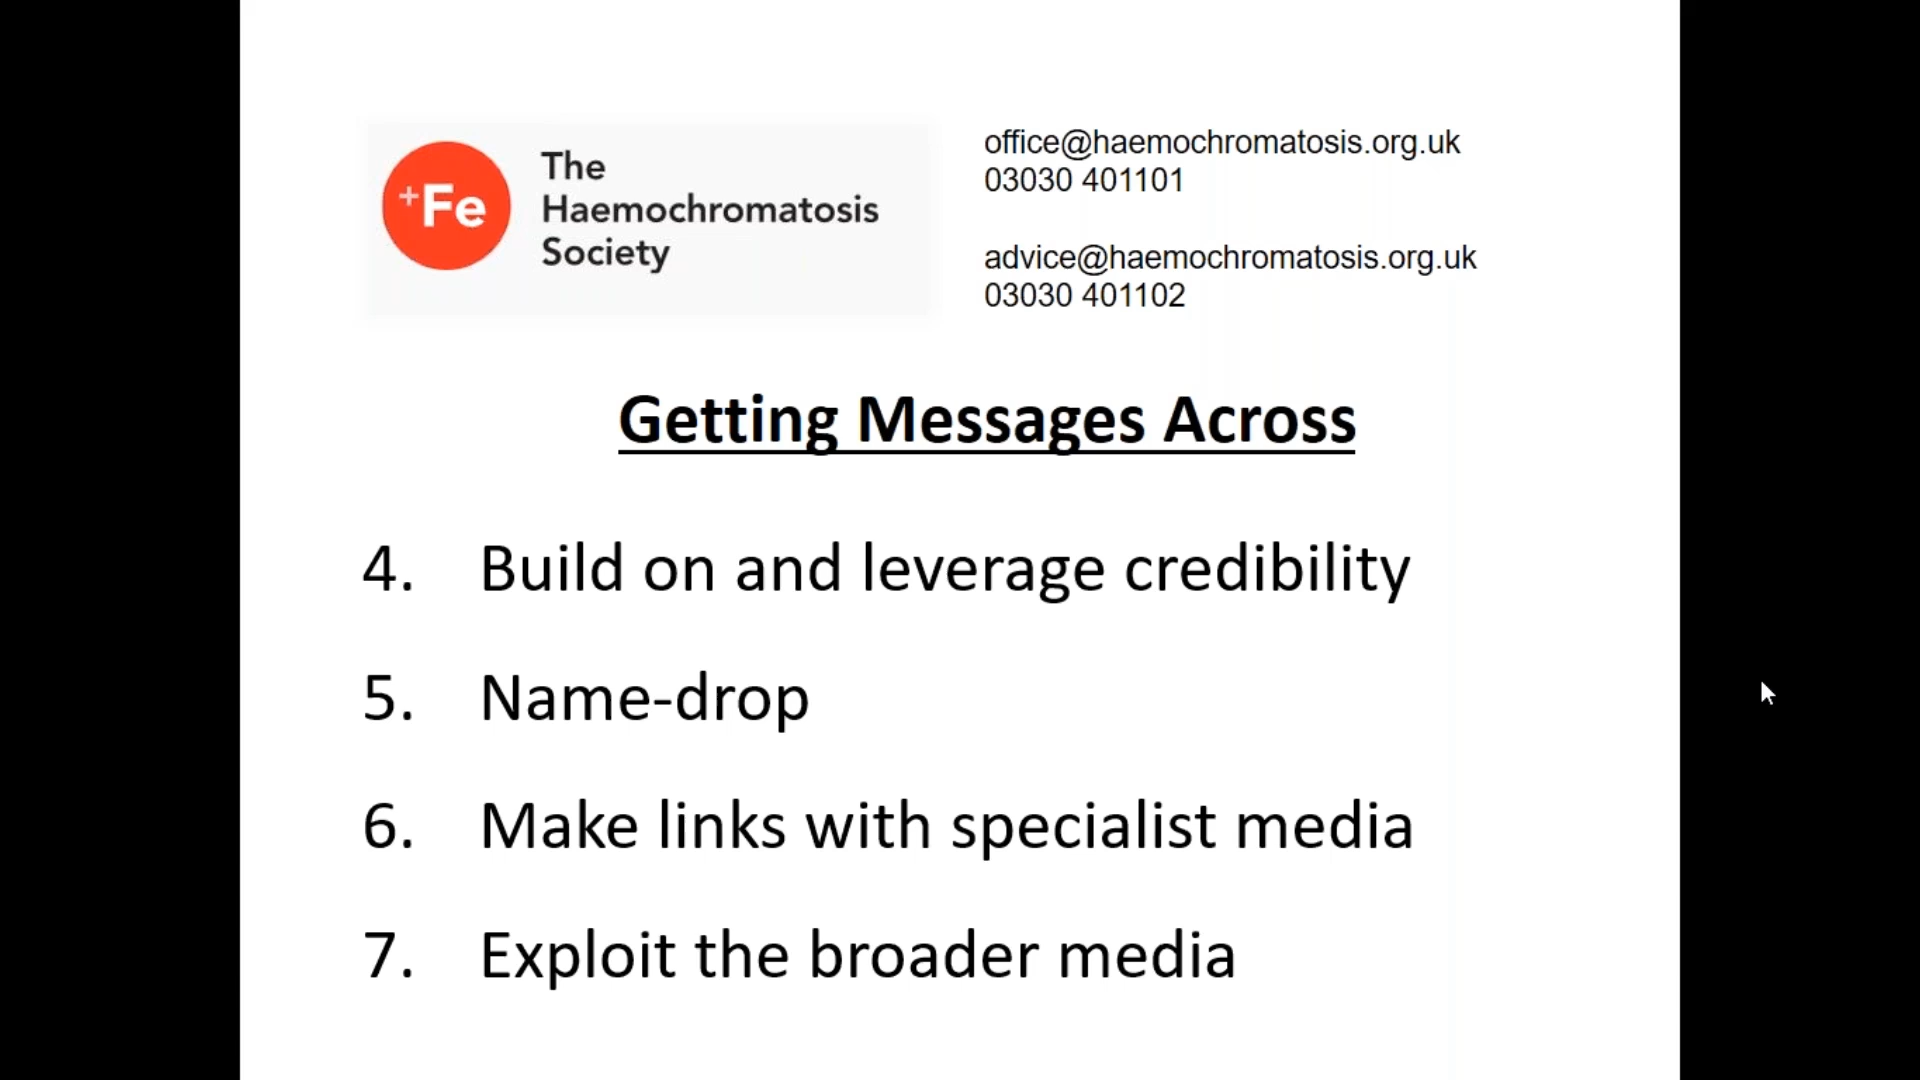 +Fe
The
Haemochromatosis
Society
office@haemochromatosis.org.uk
03030 401101
advice@haemochromatosis.org.uk
03030 401102
Getting Messages Across
4. Build on and leverage credibility
5. Name-drop
6. Make links with specialist media
7. Exploit the broader media